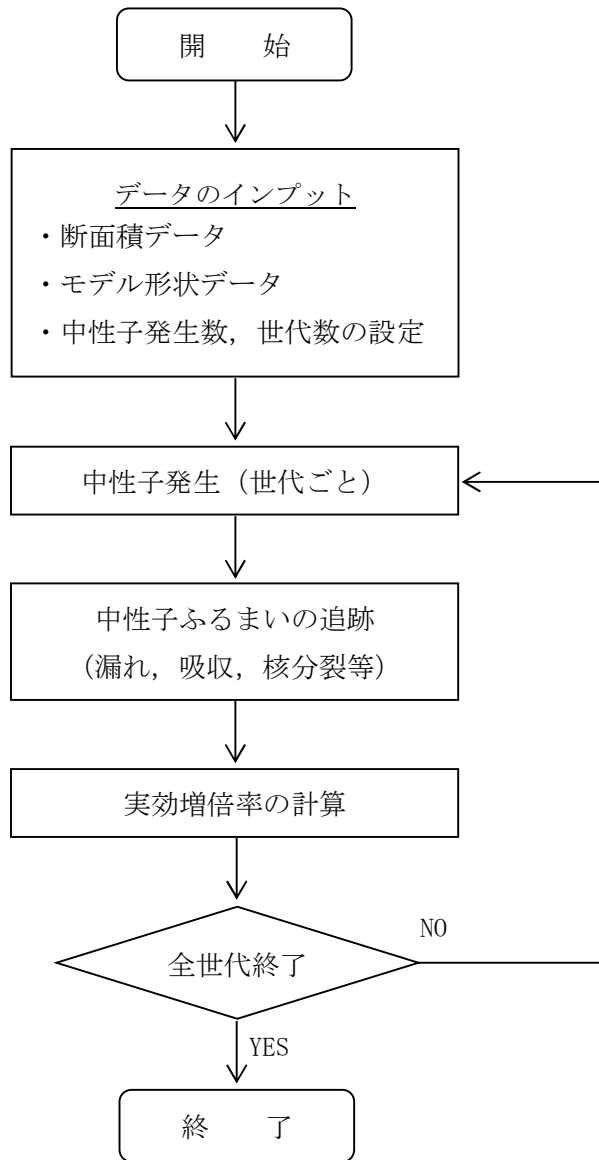 開　　始
データのインプット
・断面積データ
・モデル形状データ
・中性子発生数，世代数の設定
中性子発生（世代ごと）
中性子ふるまいの追跡
（漏れ，吸収，核分裂等）
実効増倍率の計算
全世代終了
NO
YES
終　　了